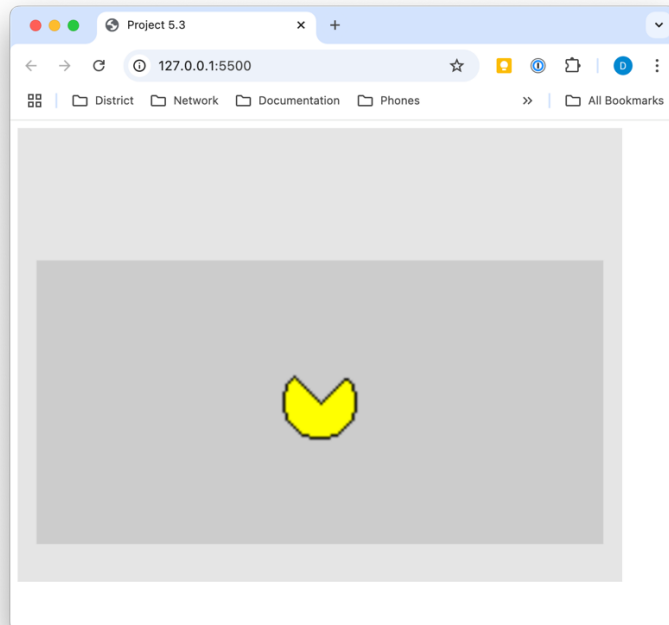 Project 5.3
127.0.0.1:5500
D
District Network Documentation Phones » All Bookmarks